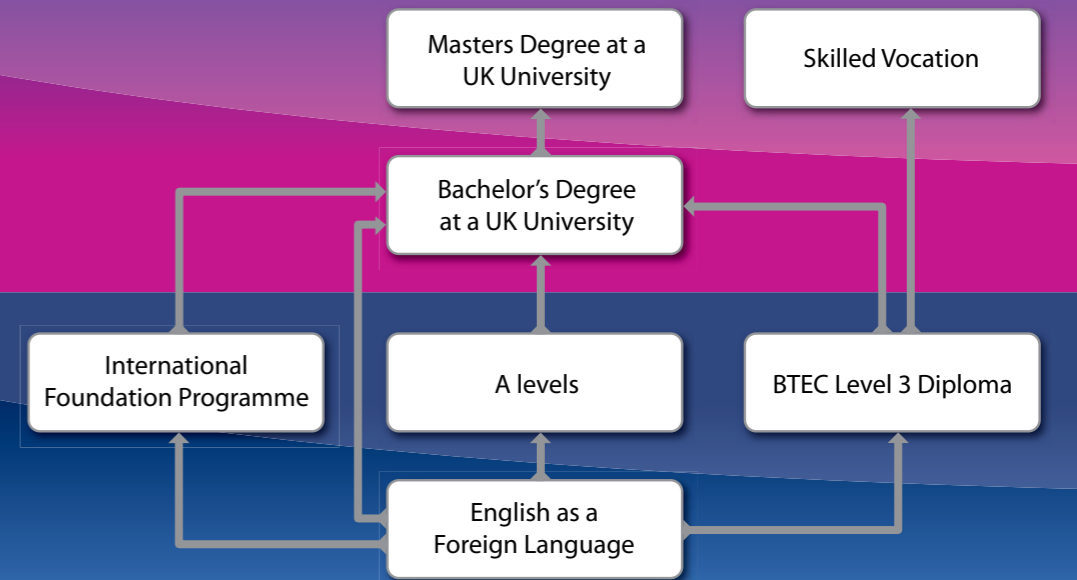 Masters Degree at a
UK University
Skilled Vocation
Bachelor's Degree
at a UK University
International
Foundation Programme
A levels
BTEC Level 3 Diploma
English as a
Foreign Language